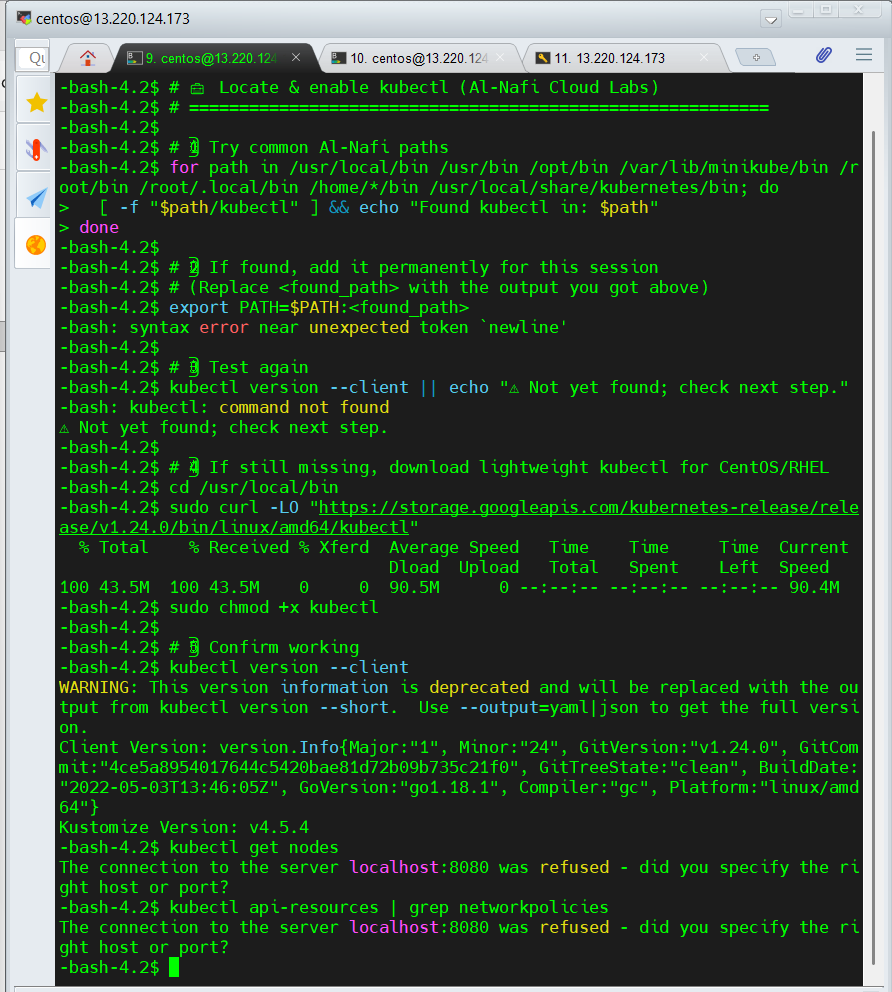 centos@13.220.124.173
Qu
9. centos@13.220.124
10. centos@13.220.124
11. 13.220.124.173
-bash-4.2$ # 🧰 Locate & enable kubectl (Al-Nafi Cloud Labs)
-bash-4.2$ # ==========================================================
-bash-4.2$
-bash-4.2$ # 1 Try common Al-Nafi paths
-bash-4.2$ for path in /usr/local/bin /usr/bin /opt/bin /var/lib/minikube/bin /r
oot/bin /root/.local/bin /home/*/bin /usr/local/share/kubernetes/bin; do
>   [ -f "$path/kubectl" ] && echo "Found kubectl in: $path"
> done
-bash-4.2$
-bash-4.2$ # 2 If found, add it permanently for this session
-bash-4.2$ # (Replace <found_path> with the output you got above)
-bash-4.2$ export PATH=$PATH:<found_path>
-bash: syntax error near unexpected token `newline'
-bash-4.2$
-bash-4.2$ # 3 Test again
-bash-4.2$ kubectl version --client || echo "⚠ Not yet found; check next step."
-bash: kubectl: command not found
⚠ Not yet found; check next step.
-bash-4.2$
-bash-4.2$ # 4 If still missing, download lightweight kubectl for CentOS/RHEL
-bash-4.2$ cd /usr/local/bin
-bash-4.2$ sudo curl -LO "https://storage.googleapis.com/kubernetes-release/rele
ase/v1.24.0/bin/linux/amd64/kubectl"
  % Total    % Received % Xferd  Average Speed   Time    Time     Time  Current
                                 Dload  Upload   Total   Spent    Left  Speed
100 43.5M  100 43.5M    0     0  90.5M      0 --:--:-- --:--:-- --:--:-- 90.4M
-bash-4.2$ sudo chmod +x kubectl
-bash-4.2$
-bash-4.2$ # 5 Confirm working
-bash-4.2$ kubectl version --client
WARNING: This version information is deprecated and will be replaced with the ou
tput from kubectl version --short.  Use --output=yaml|json to get the full versi
on.
Client Version: version.Info{Major:"1", Minor:"24", GitVersion:"v1.24.0", GitCom
mit:"4ce5a8954017644c5420bae81d72b09b735c21f0", GitTreeState:"clean", BuildDate:
"2022-05-03T13:46:05Z", GoVersion:"go1.18.1", Compiler:"gc", Platform:"linux/amd
64"}
Kustomize Version: v4.5.4
-bash-4.2$ kubectl get nodes
The connection to the server localhost:8080 was refused - did you specify the ri
ght host or port?
-bash-4.2$ kubectl api-resources | grep networkpolicies
The connection to the server localhost:8080 was refused - did you specify the ri
ght host or port?
-bash-4.2$